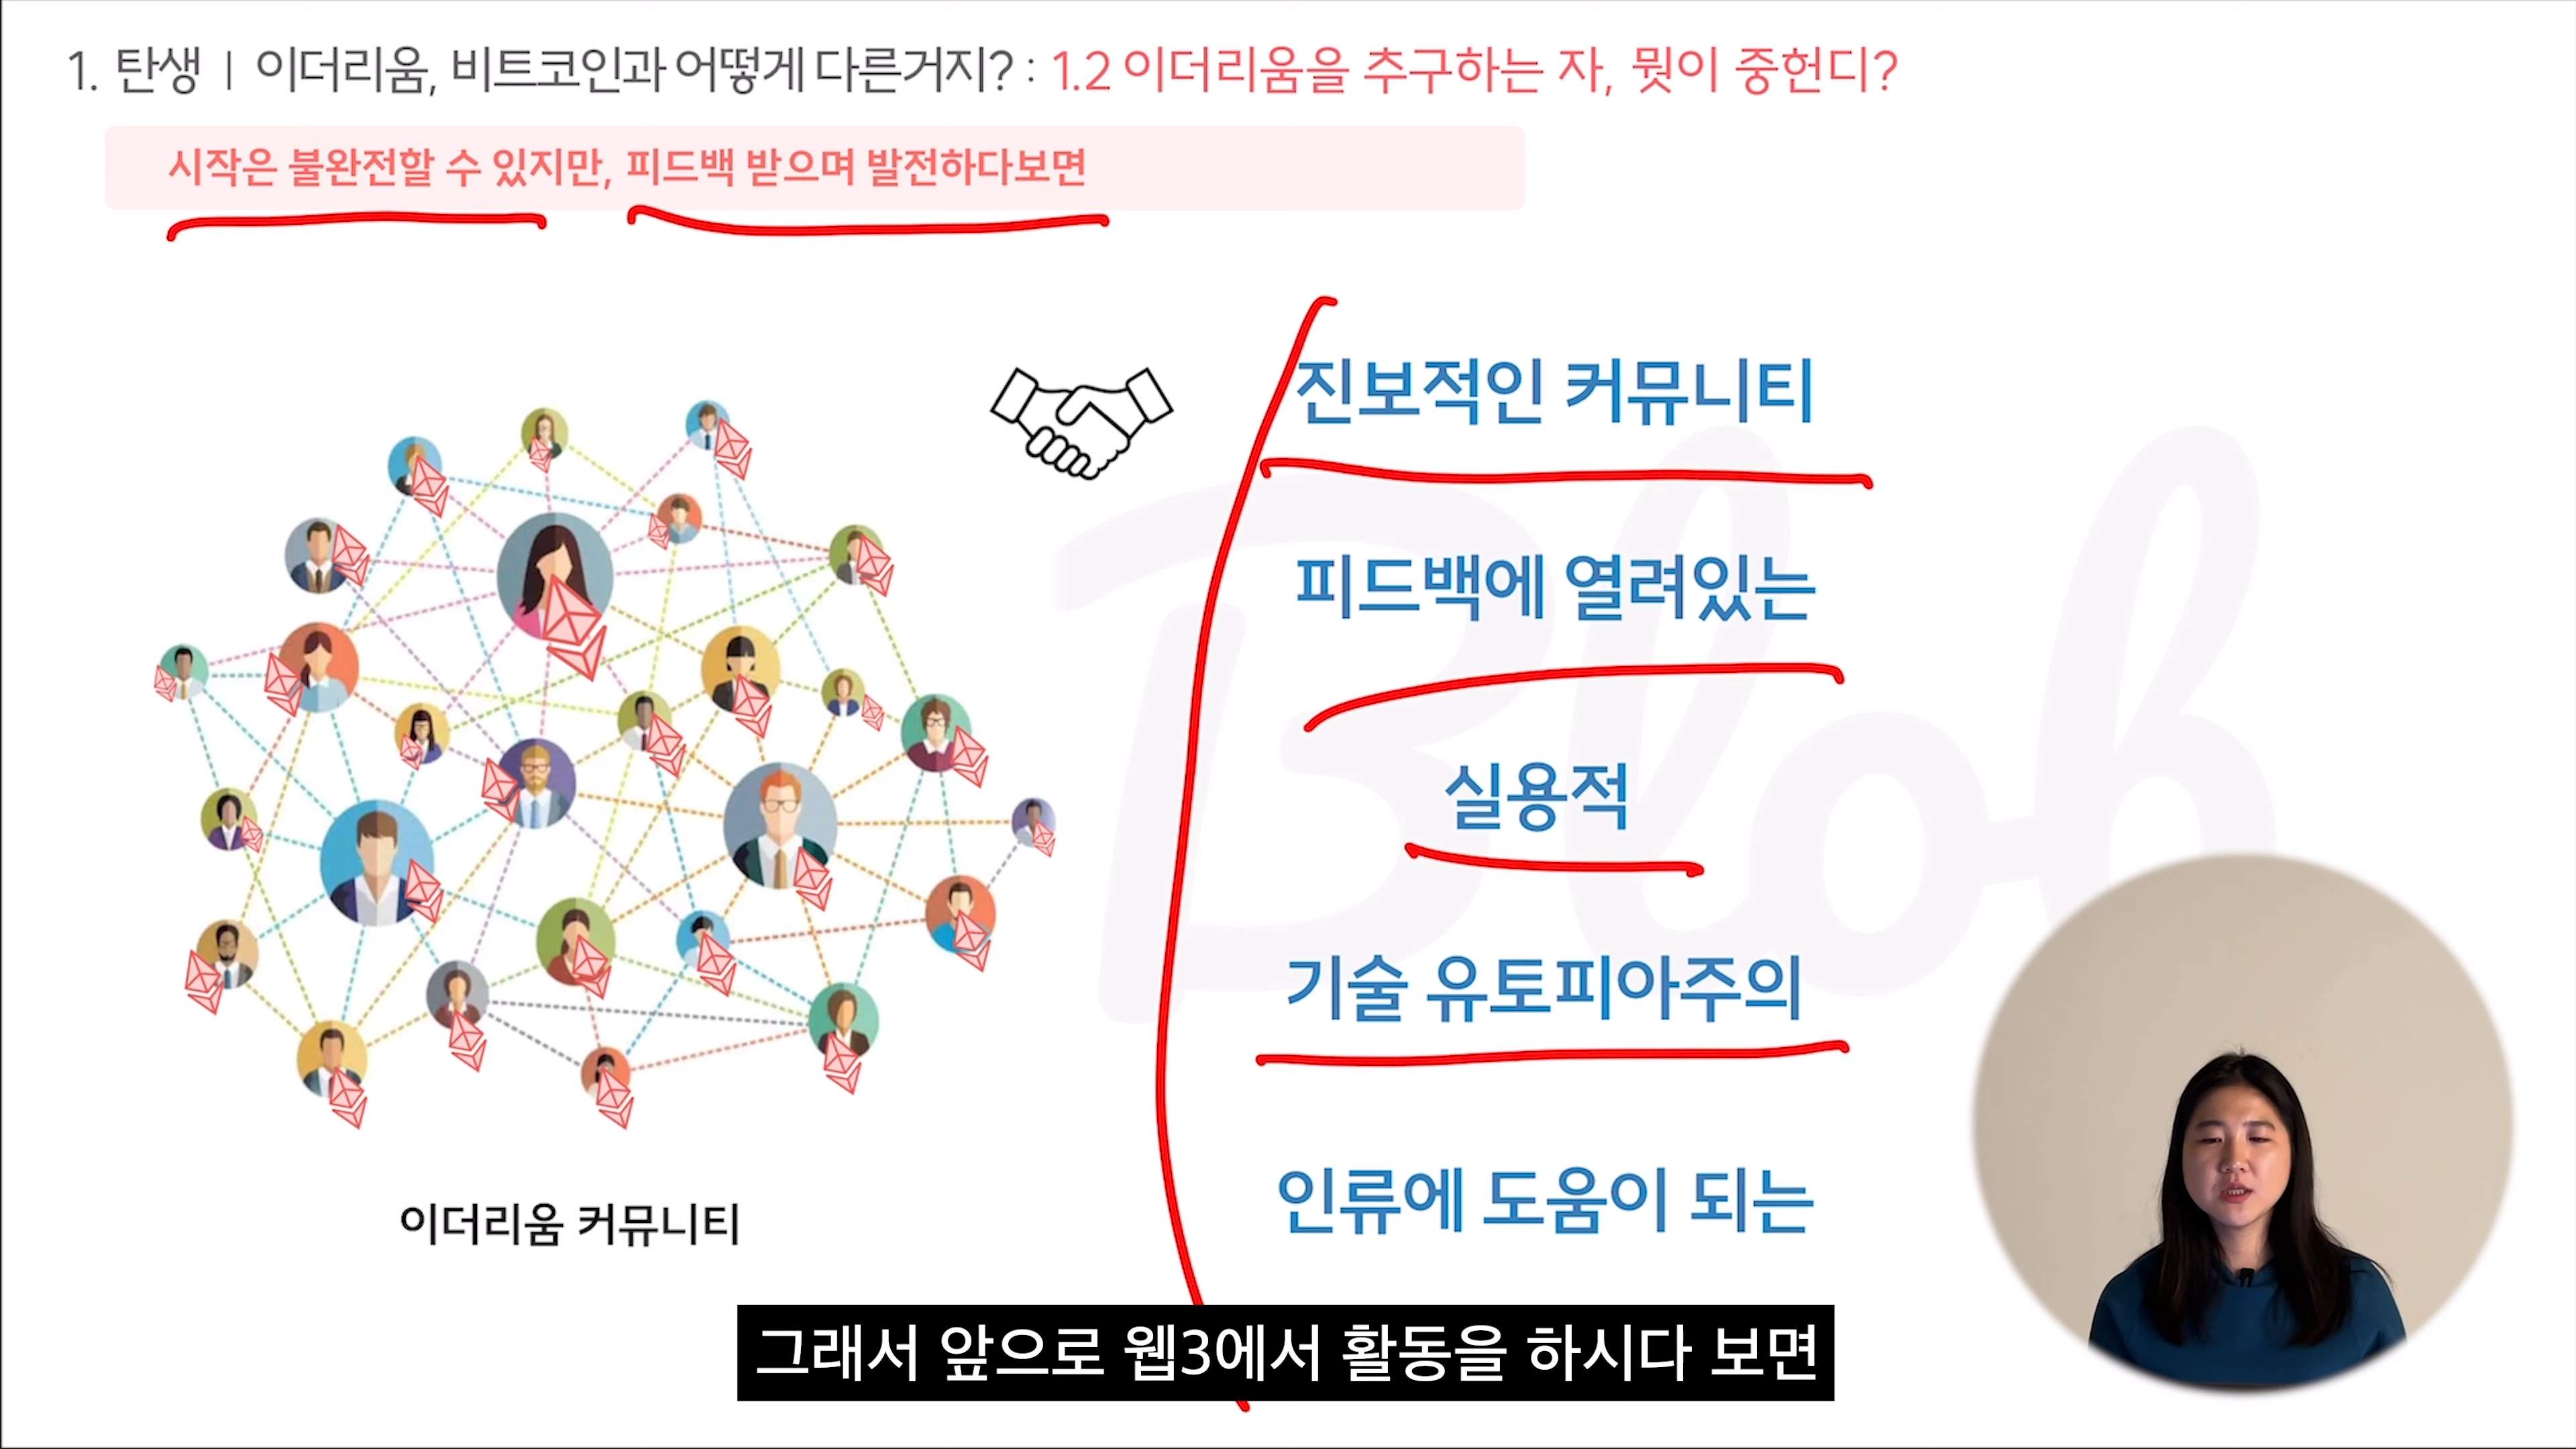 1. 탄생 | 이더리움, 비트코인과 어떻게 다른거지? : 1.2 이더리움을 추구하는 자, 뭣이 중헌디?
시작은 불완전할 수 있지만, 피드백 받으며 발전하다보면
진보적인 커뮤니티
피드백에 열려있는
실용적
기술 유토피아주의
인류에 도움이 되는
이더리움 커뮤니티
그래서 앞으로 웹3에서 활동을 하시다 보면
Blob